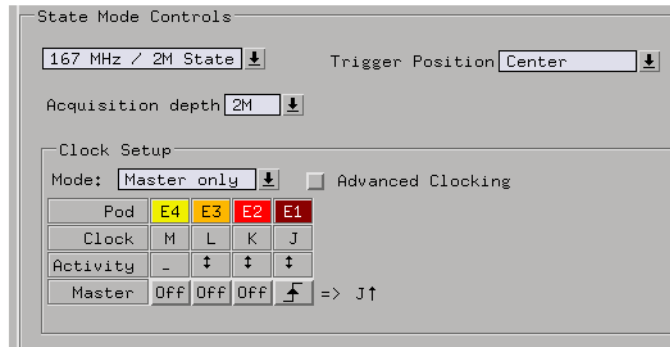 State Mode Controls
167 MHz / 2M State Trigger Position Center
Acquisition depth 2M
Clock Setup
Mode: Master only Advanced Clocking
Pod E4 E3 E2 E1
Clock M L K J
Activity - ↕ ↕ ↕
Master Off Off Off => J↑